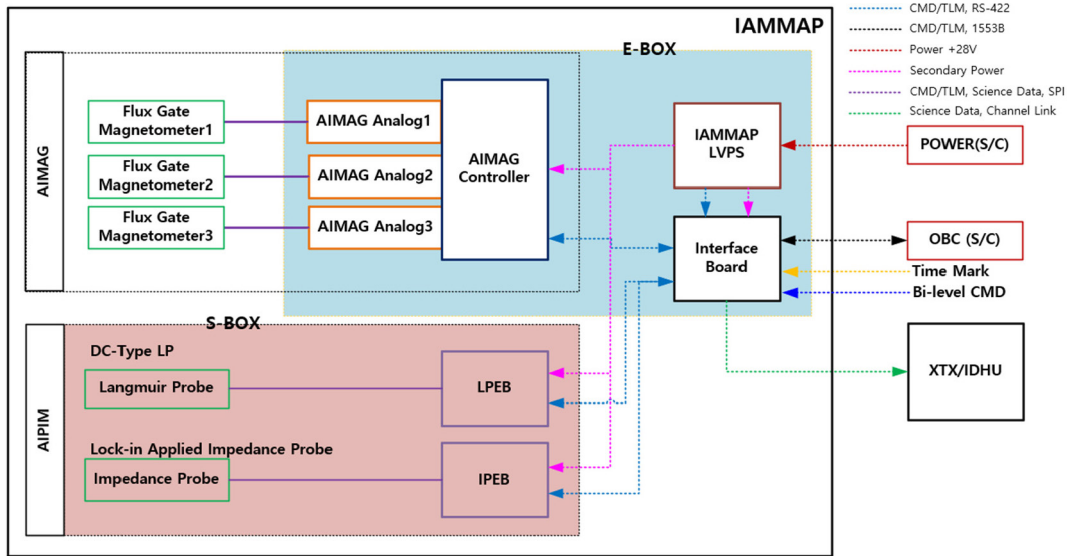 IAMMAP
CMD/TLM, RS-422
CMD/TLM, 1553B
Power +28V
Secondary Power
CMD/TLM, Science Data, SPI
Science Data, Channel Link
E-BOX
AIMAG
Flux Gate
Magnetometer1
AIMAG Analog1
Flux Gate
Magnetometer2
AIMAG Analog2
Flux Gate
Magnetometer3
AIMAG Analog3
AIMAG
Controller
IAMMAP
LVPS
POWER(S/C)
Interface
Board
OBC (S/C)
Time Mark
Bi-level CMD
S-BOX
AIPIM
DC-Type LP
Langmuir Probe
LPEB
XTX/IDHU
Lock-in Applied Impedance Probe
Impedance Probe
IPEB